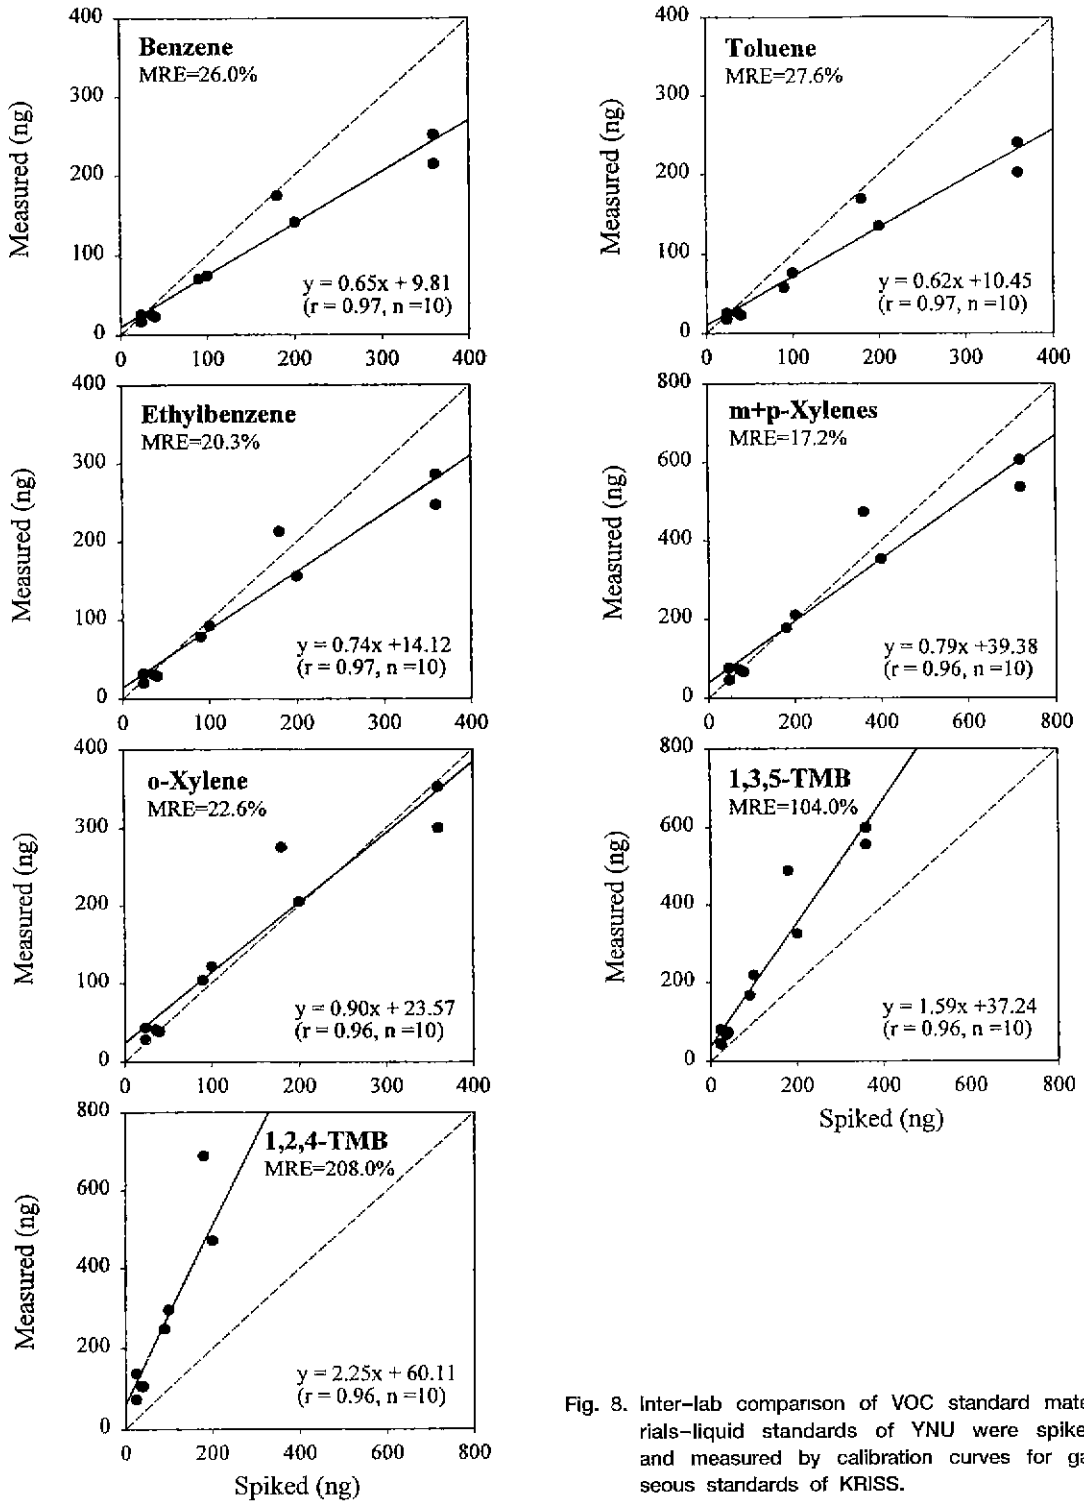 Benzene
MRE=26.0%
Measured (ng)
400
300
200
100
0
y = 0.65x + 9.81
(r = 0.97, n =10)
0 100 200 300 400
Toluene
MRE=27.6%
Measured (ng)
400
300
200
100
0
y = 0.62x +10.45
(r = 0.97, n =10)
0 100 200 300 400
Ethylbenzene
MRE=20.3%
Measured (ng)
400
300
200
100
0
y = 0.74x +14.12
(r = 0.97, n =10)
0 100 200 300 400
m+p-Xylenes
MRE=17.2%
Measured (ng)
800
600
400
200
0
y = 0.79x +39.38
(r = 0.96, n =10)
0 200 400 600 800
o-Xylene
MRE=22.6%
Measured (ng)
400
300
200
100
0
y = 0.90x + 23.57
(r = 0.96, n =10)
0 100 200 300 400
1,3,5-TMB
MRE=104.0%
Measured (ng)
800
600
400
200
0
y = 1.59x +37.24
(r = 0.96, n =10)
0 200 400 600 800
Spiked (ng)
1,2,4-TMB
MRE=208.0%
Measured (ng)
800
600
400
200
0
y = 2.25x + 60.11
(r = 0.96, n =10)
0 200 400 600 800
Spiked (ng)
Fig. 8. Inter-lab comparison of VOC standard mate
rials-liquid standards of YNU were spike
and measured by calibration curves for ga
seous standards of KRISS.